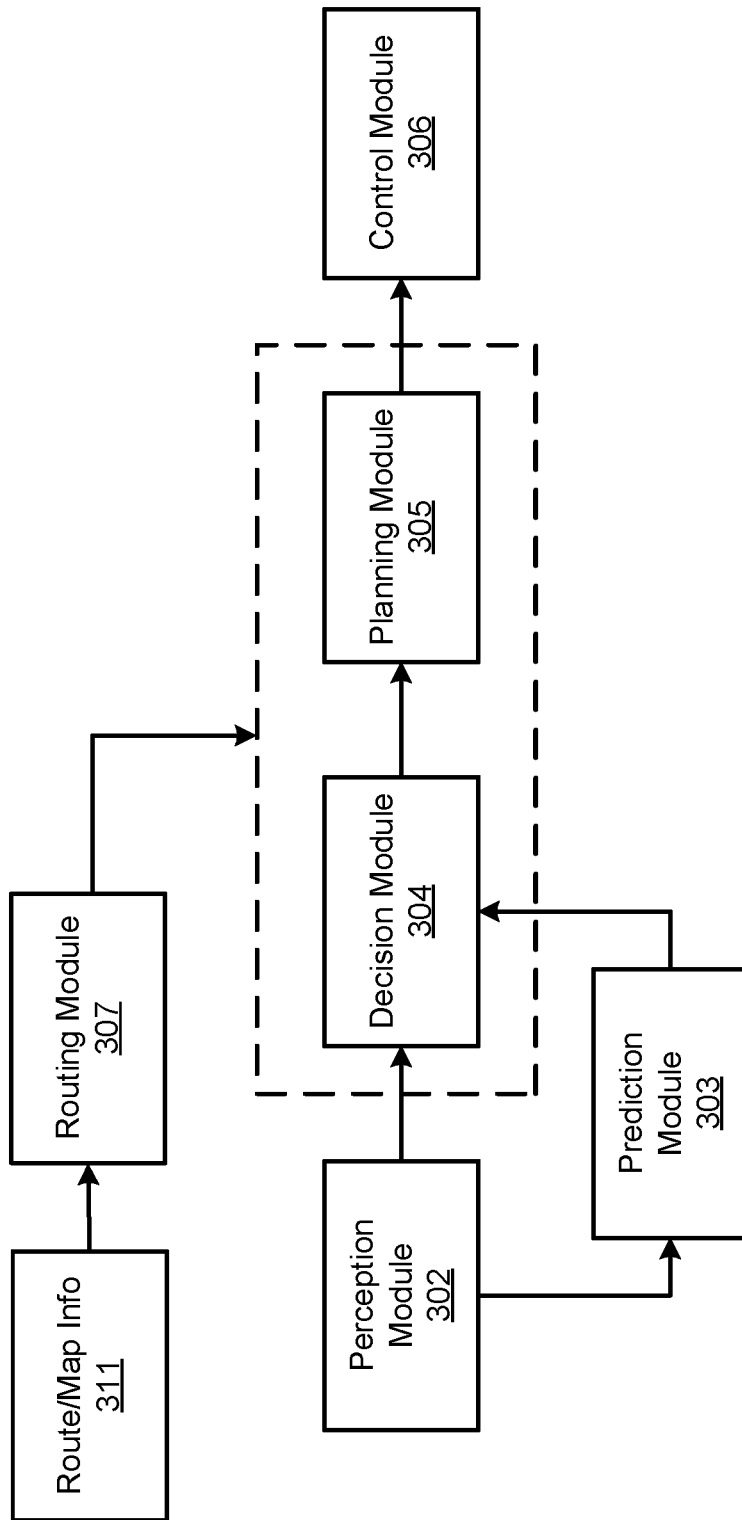 Route/Map Info
311
Routing Module
307
Perception
Module
302
Decision Module
304
Planning Module
305
Control Module
306
Prediction
Module
303